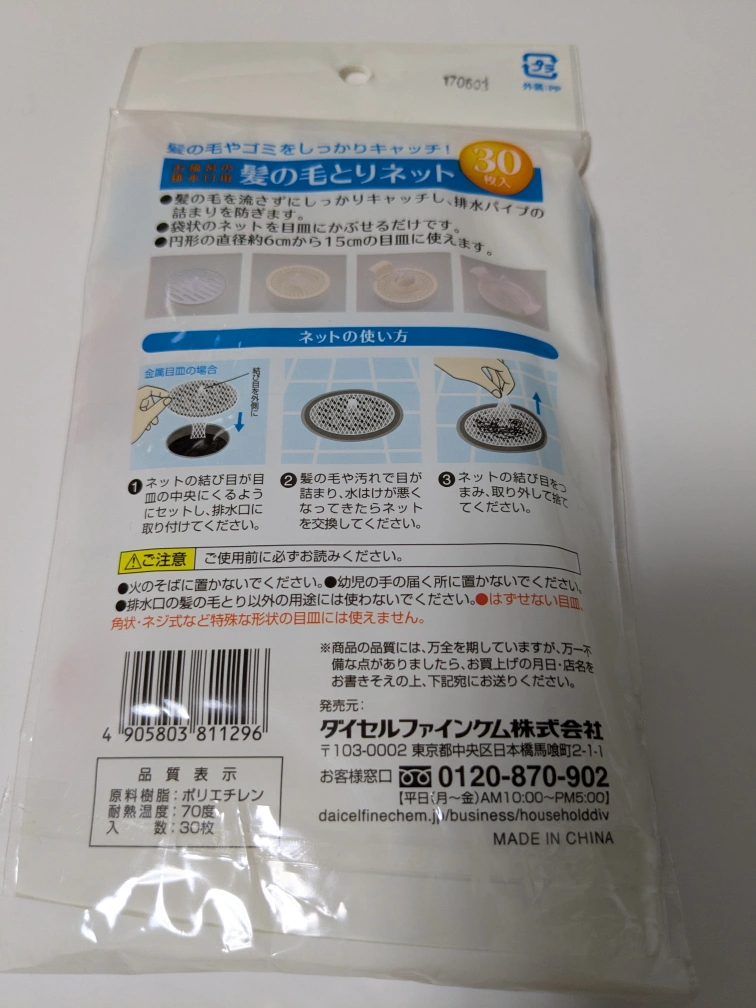 170601
プラ
外装:PP
髪の毛やゴミをしっかりキャッチ!
お風呂の
排水口用
髪の毛とりネット
30
枚入
●髪の毛を流さずにしっかりキャッチし、排水パイプの
詰まりを防ぎます。
●袋状のネットを目皿にかぶせるだけです。
●円形の直径約6cmから15cmの目皿に使えます。
ネットの使い方
金属目皿の場合
結び目を外側に
❶ネットの結び目が目
皿の中央にくるよう
にセットし、排水口に
取り付けてください。
❷髪の毛や汚れで目が
詰まり、水はけが悪く
なってきたらネット
を交換してください。
❸ネットの結び目をつ
まみ、取り外して捨て
てください。
⚠ご注意 ご使用前に必ずお読みください。
●火のそばに置かないでください。●幼児の手の届く所に置かないでください。
●排水口の髪の毛とり以外の用途には使わないでください。●はずせない目皿、
角状・ネジ式など特殊な形状の目皿には使えません。
※商品の品質には、万全を期していますが、万一不
備な点がありましたら、お買上げの月日・店名を
お書きそえの上、下記宛にお送りください。
発売元:
ダイセルファインケム株式会社
〒103-0002 東京都中央区日本橋馬喰町2-1-1
お客様窓口 0120-870-902
【平日(月~金)AM10:00~PM5:00】
daicelfinechem.jp/business/householddiv
MADE IN CHINA
4 905803 811296
品質表示
原料樹脂:ポリエチレン
耐熱温度:70度
入 数:30枚